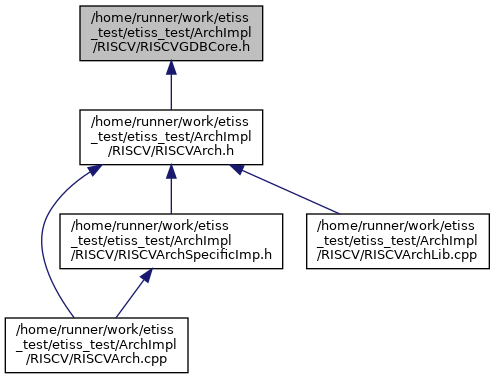 /home/runner/work/etiss
_test/etiss_test/ArchImpl
/RISCV/RISCVGDBCore.h
/home/runner/work/etiss
_test/etiss_test/ArchImpl
/RISCV/RISCVArch.h
/home/runner/work/etiss
_test/etiss_test/ArchImpl
/RISCV/RISCVArchSpecificImp.h
/home/runner/work/etiss
_test/etiss_test/ArchImpl
/RISCV/RISCVArchLib.cpp
/home/runner/work/etiss
_test/etiss_test/ArchImpl
/RISCV/RISCVArch.cpp